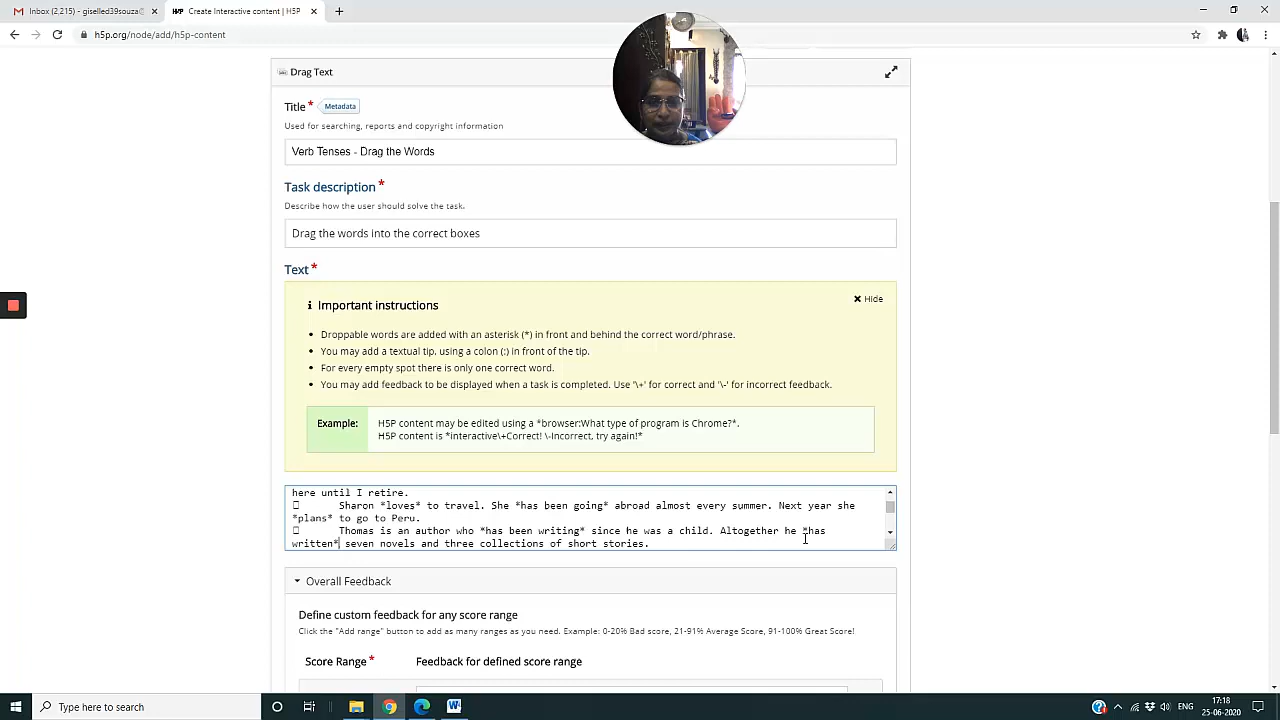 Inbox (2,215) - giselled3souza@
Create Interactive content | H5P
h5p.org/node/add/h5p-content
Drag Text
Title* Metadata
Used for searching, reports and copyright information
Verb Tenses - Drag the Words
Task description*
Describe how the user should solve the task.
Drag the words into the correct boxes
Text*
Important instructions
Hide
Droppable words are added with an asterisk (*) in front and behind the correct word/phrase.
You may add a textual tip, using a colon (:) in front of the tip.
For every empty spot there is only one correct word.
You may add feedback to be displayed when a task is completed. Use '\+' for correct and '\-' for incorrect feedback.
Example: H5P content may be edited using a *browser:What type of program is Chrome?*.
H5P content is *interactive\+Correct! \-Incorrect, try again!*
here until I retire.
Sharon *loves* to travel. She *has been going* abroad almost every summer. Next year she
*plans* to go to Peru.
Thomas is an author who *has been writing* since he was a child. Altogether he *has
written* seven novels and three collections of short stories.
Overall Feedback
Define custom feedback for any score range
Click the "Add range" button to add as many ranges as you need. Example: 0-20% Bad score, 21-91% Average Score, 91-100% Great Score!
Score Range* Feedback for defined score range
Type here to search
ENG
17:18
25-06-2020